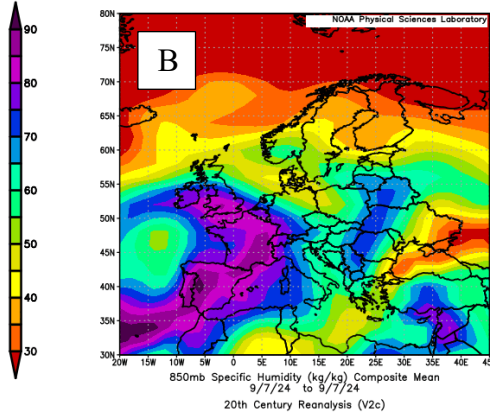 90
80
70
60
50
40
30
NOAA Physical Sciences Laboratory
B
80N
75N
70N
65N
60N
55N
50N
45N
40N
35N
30N
20W 15W 10W 5W 0 5E 10E 15E 20E 25E 30E 35E 40E 45E
850mb Specific Humidity (kg/kg) Composite Mean
9/7/24 to 9/7/24
20th Century Reanalysis (V2c)